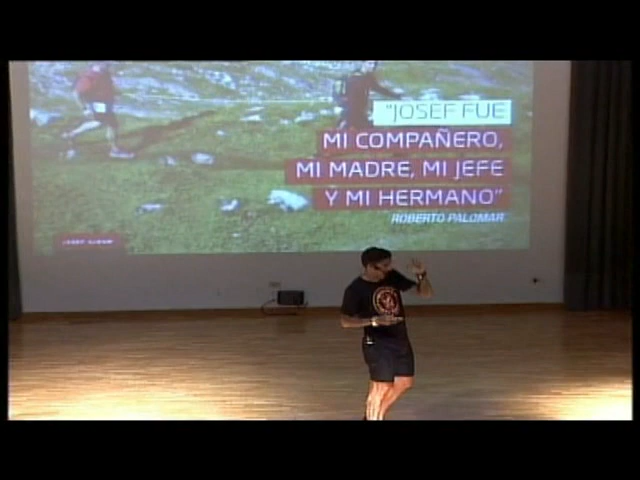 "JOSEF FUE
MI COMPAÑERO,
MI MADRE, MI JEFE
Y MI HERMANO"
ROBERTO PALOMAR